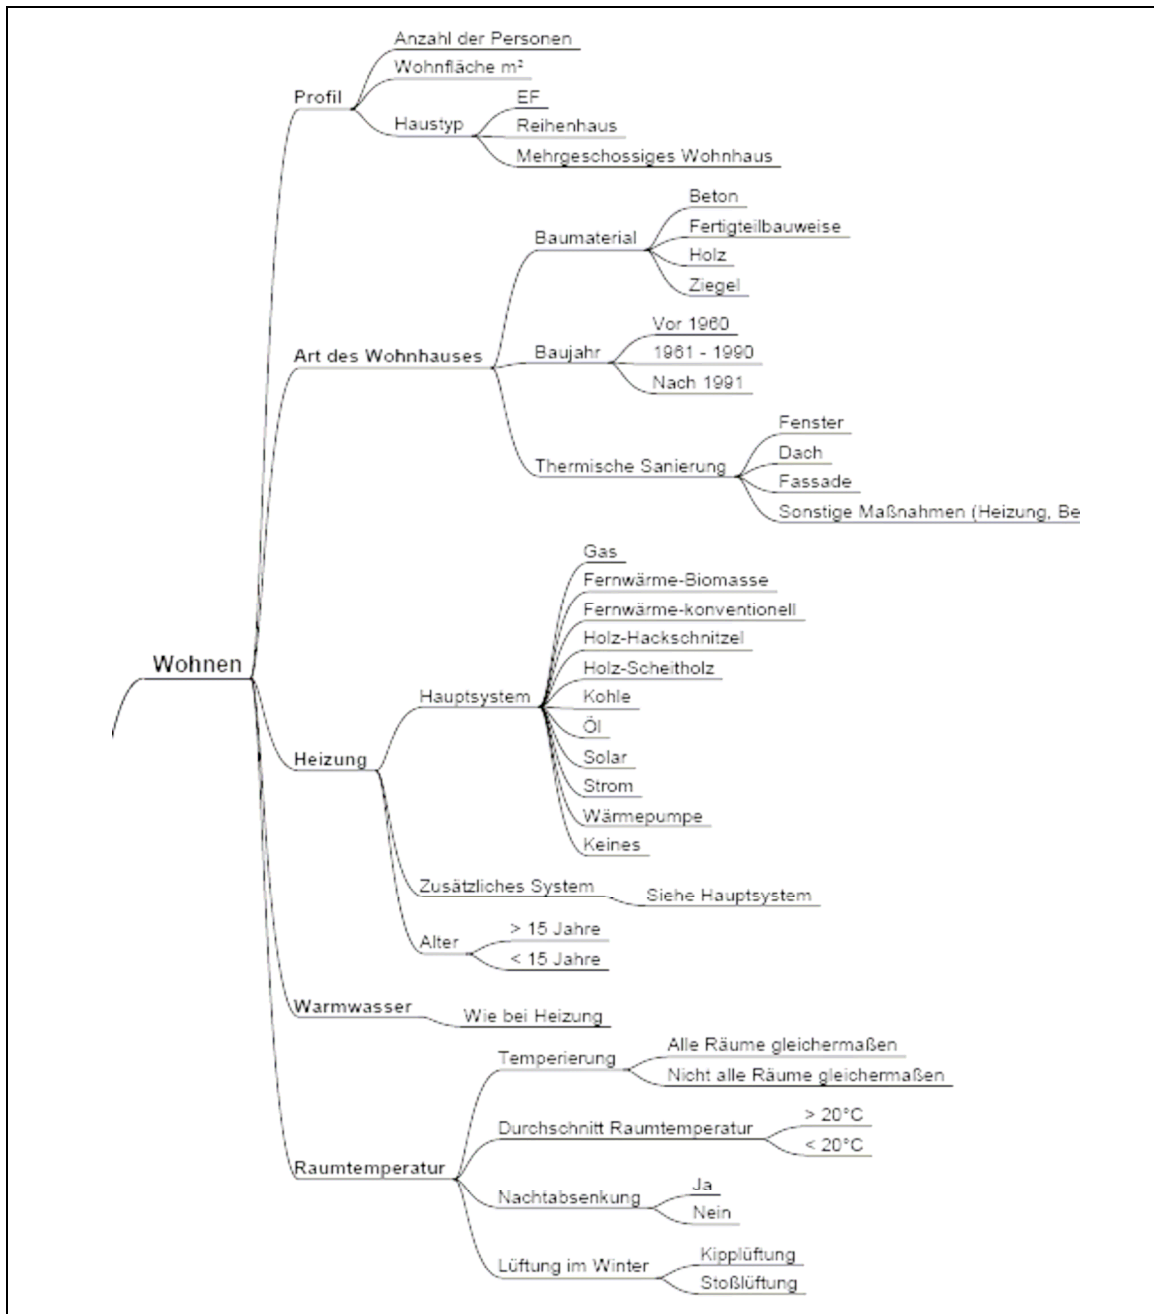 Anzahl der Personen
Wohnfläche m²
Profil
EF
Haustyp
Reihenhaus
Mehrgeschossiges Wohnhaus
Beton
Fertigteilbauweise
Baumaterial
Holz
Ziegel
Vor 1960
Art des Wohnhauses
Baujahr
1961 - 1990
Nach 1991
Fenster
Dach
Thermische Sanierung
Fassade
Sonstige Maßnahmen (Heizung, Be
Gas
Fernwärme-Biomasse
Fernwärme-konventionell
Holz-Hackschnitzel
Wohnen
Holz-Scheitholz
Hauptsystem
Kohle
Öl
Heizung
Solar
Strom
Wärmepumpe
Keines
Zusätzliches System
Siehe Hauptsystem
> 15 Jahre
Alter
< 15 Jahre
Warmwasser
Wie bei Heizung
Alle Räume gleichermaßen
Temperierung
Nicht alle Räume gleichermaßen
> 20°C
Durchschnitt Raumtemperatur
< 20°C
Raumtemperatur
Ja
Nachtabsenkung
Nein
Kipplüftung
Lüftung im Winter
Stoßlüftung